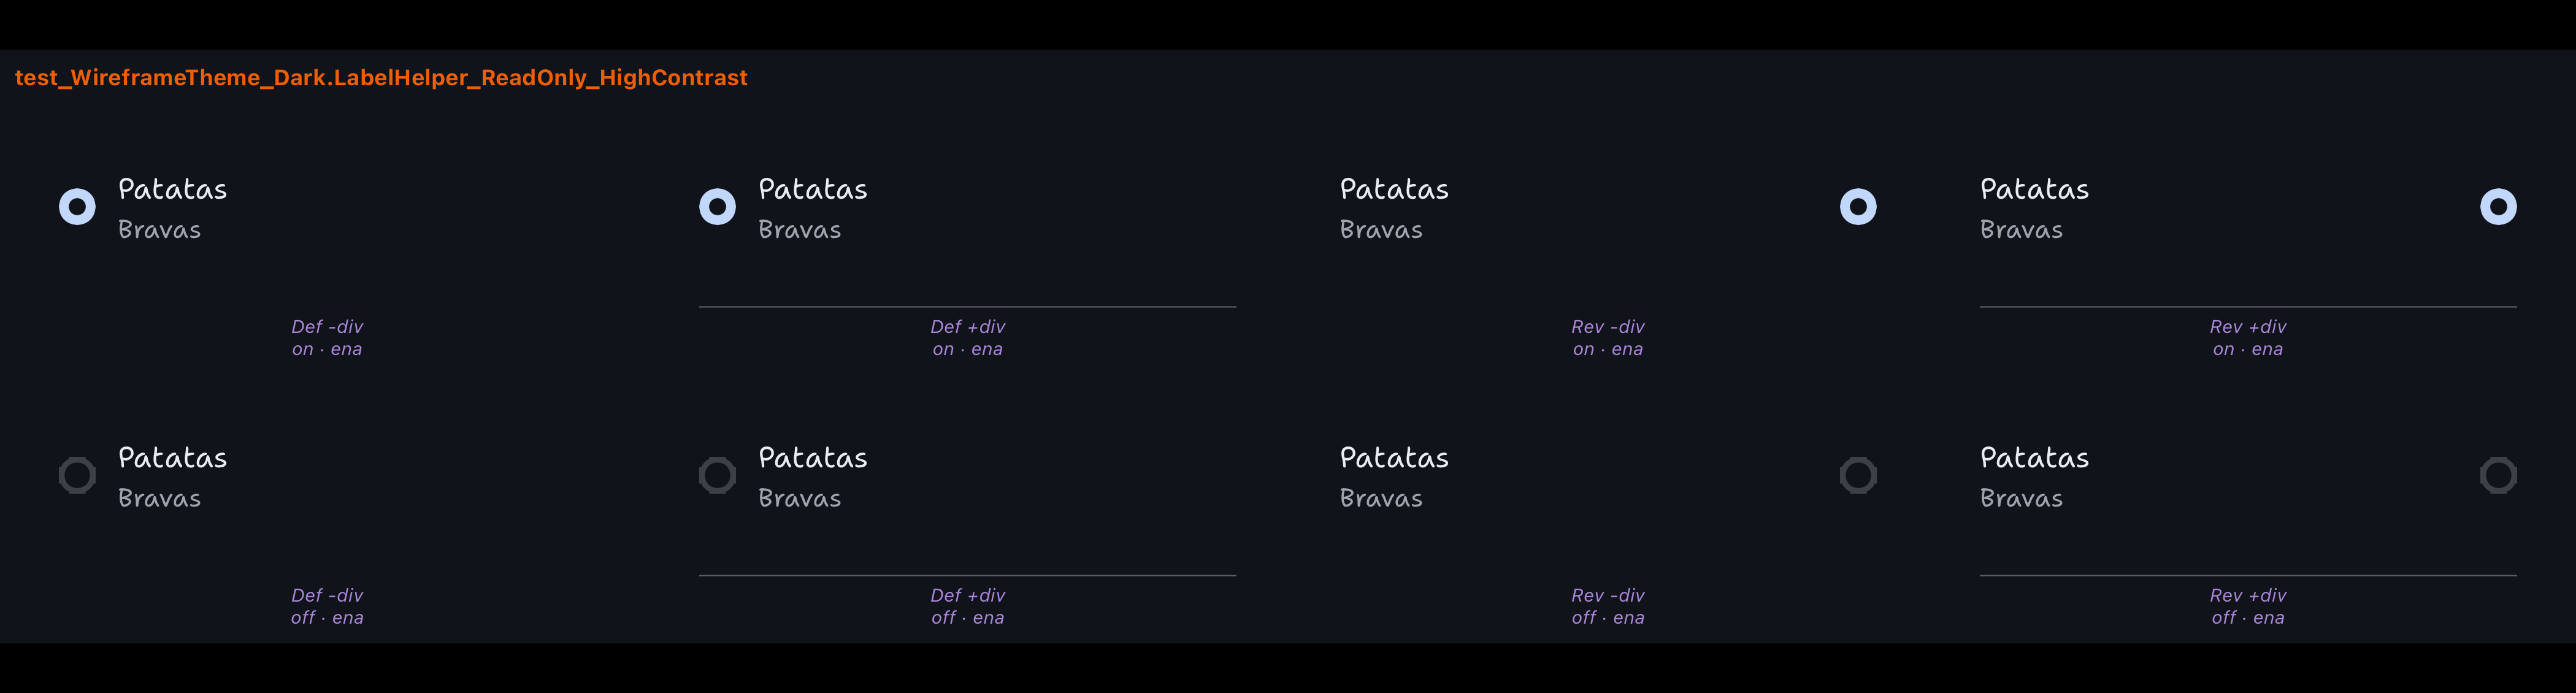 test_WireframeTheme_Dark.LabelHelper_ReadOnly_HighContrast
Patatas
Bravas
Def -div
on · ena
Patatas
Bravas
Def +div
on · ena
Patatas
Bravas
Rev -div
on · ena
Patatas
Bravas
Rev +div
on · ena
Patatas
Bravas
Def -div
off · ena
Patatas
Bravas
Def +div
off · ena
Patatas
Bravas
Rev -div
off · ena
Patatas
Bravas
Rev +div
off · ena